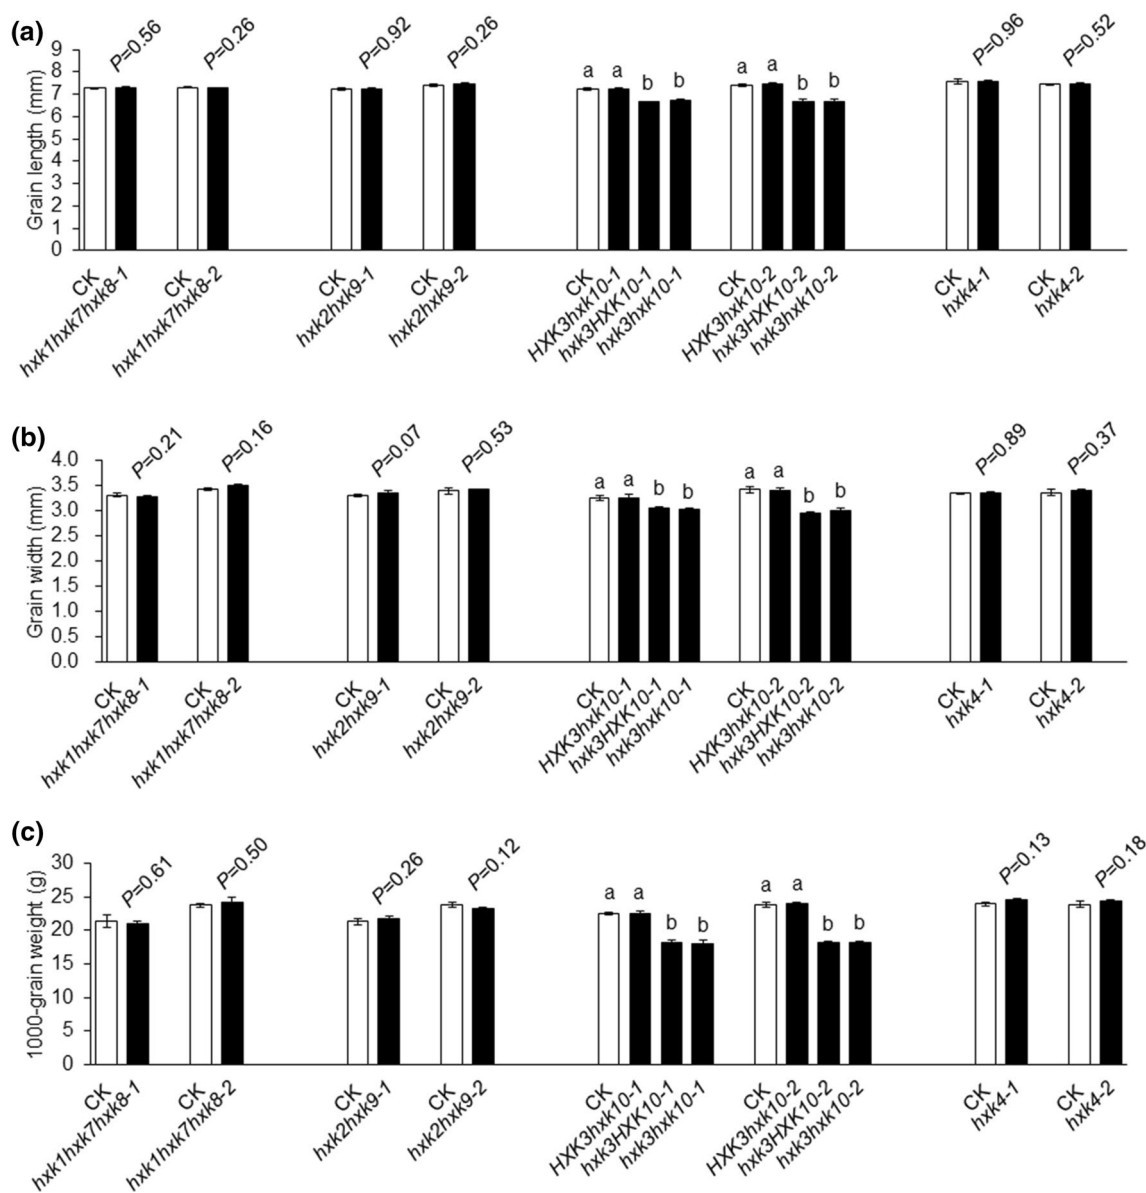 (a)
P=0.56 P=0.26 P=0.92 P=0.26 P=0.96 P=0.52
a a b b a a b b
Grain length (mm)
9
8
7
6
5
4
3
2
1
0
CK hxk1hxk7hxk8-1 CK hxk1hxk7hxk8-2 CK hxk2hxk9-1 CK hxk2hxk9-2 CK HXK3hxk10-1 hxk3HXK10-1 hxk3hxk10-1 CK HXK3hxk10-2 hxk3HXK10-2 hxk3hxk10-2 CK hxk4-1 CK hxk4-2
(b)
P=0.21 P=0.16 P=0.07 P=0.53 P=0.89 P=0.37
a a b b a a b b
Grain width (mm)
4.0
3.5
3.0
2.5
2.0
1.5
1.0
0.5
0.0
CK hxk1hxk7hxk8-1 CK hxk1hxk7hxk8-2 CK hxk2hxk9-1 CK hxk2hxk9-2 CK HXK3hxk10-1 hxk3HXK10-1 hxk3hxk10-1 CK HXK3hxk10-2 hxk3HXK10-2 hxk3hxk10-2 CK hxk4-1 CK hxk4-2
(c)
P=0.61 P=0.50 P=0.26 P=0.12 P=0.13 P=0.18
a a b b a a b b
1000-grain weight (g)
30
25
20
15
10
5
0
CK hxk1hxk7hxk8-1 CK hxk1hxk7hxk8-2 CK hxk2hxk9-1 CK hxk2hxk9-2 CK HXK3hxk10-1 hxk3HXK10-1 hxk3hxk10-1 CK HXK3hxk10-2 hxk3HXK10-2 hxk3hxk10-2 CK hxk4-1 CK hxk4-2